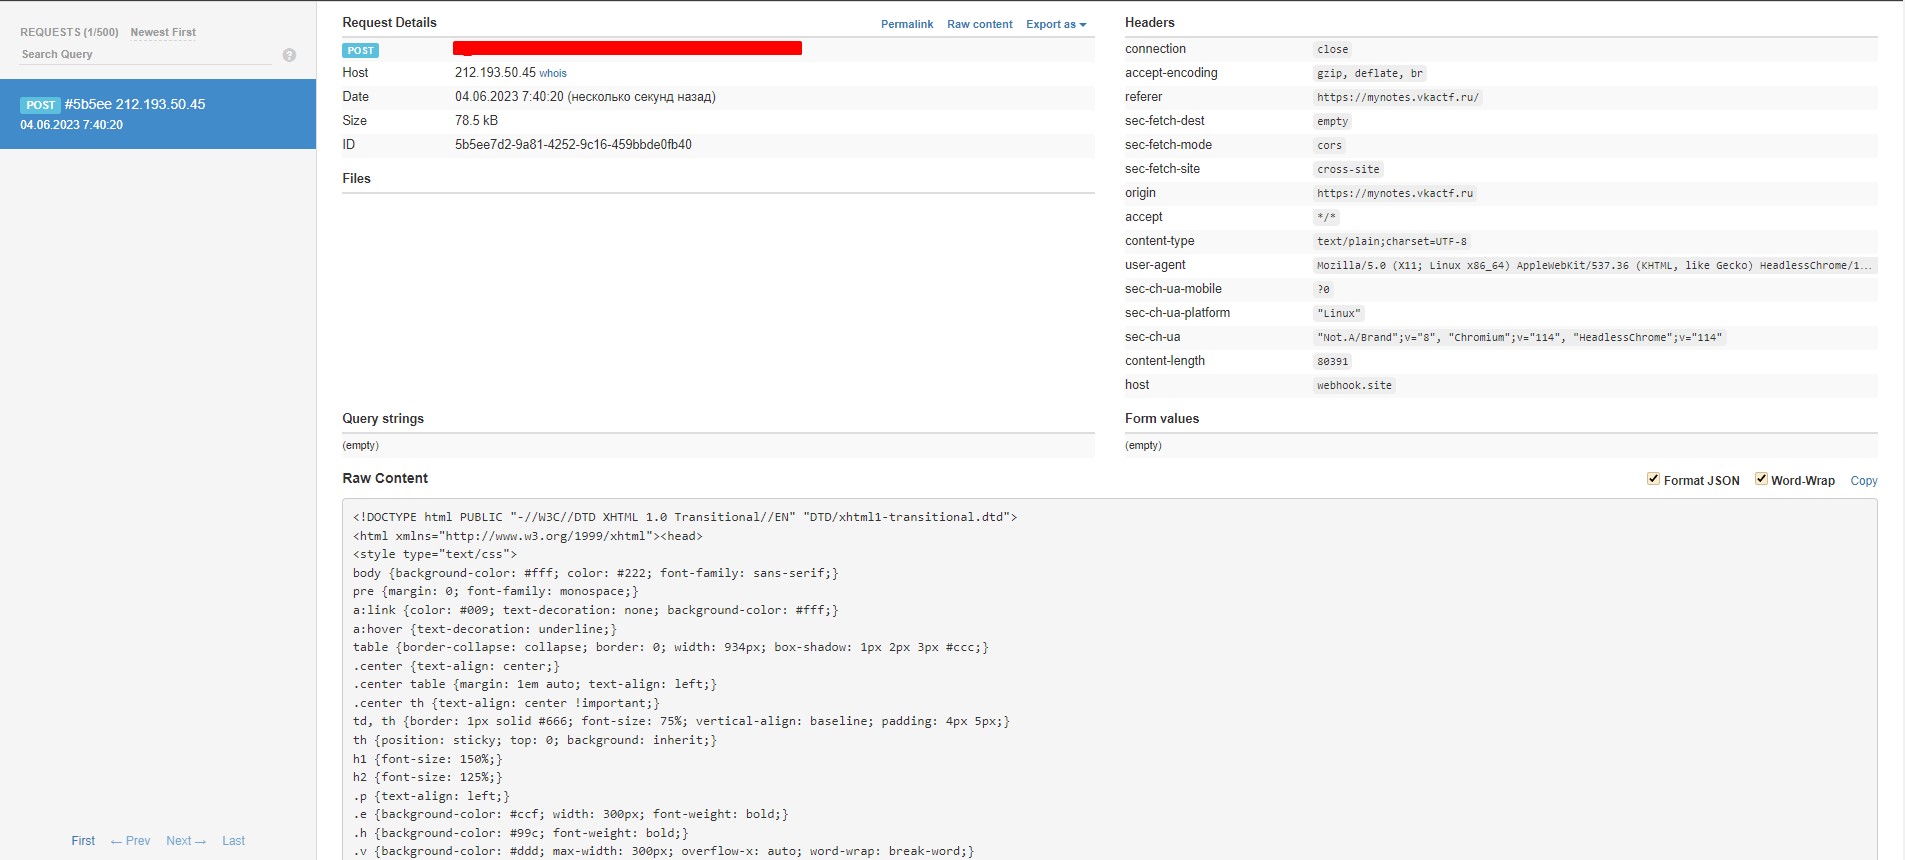 REQUESTS (1/500) Newest First
Search Query
?
POST #5b5ee 212.193.50.45
04.06.2023 7:40:20
First ← Prev Next → Last
Request Details Permalink Raw content Export as
POST
Host 212.193.50.45 whois
Date 04.06.2023 7:40:20 (несколько секунд назад)
Size 78.5 kB
ID 5b5ee7d2-9a81-4252-9c16-459bbde0fb40
Files
Headers
connection close
accept-encoding gzip, deflate, br
referer https://mynotes.vkactf.ru/
sec-fetch-dest empty
sec-fetch-mode cors
sec-fetch-site cross-site
origin https://mynotes.vkactf.ru
accept */*
content-type text/plain;charset=UTF-8
user-agent Mozilla/5.0 (X11; Linux x86_64) AppleWebKit/537.36 (KHTML, like Gecko) HeadlessChrome/1...
sec-ch-ua-mobile ?0
sec-ch-ua-platform "Linux"
sec-ch-ua "Not.A/Brand";v="8", "Chromium";v="114", "HeadlessChrome";v="114"
content-length 80391
host webhook.site
Query strings
(empty)
Form values
(empty)
Raw Content Format JSON Word-Wrap Copy
<!DOCTYPE html PUBLIC "-//W3C//DTD XHTML 1.0 Transitional//EN" "DTD/xhtml1-transitional.dtd">
<html xmlns="http://www.w3.org/1999/xhtml"><head>
<style type="text/css">
body {background-color: #fff; color: #222; font-family: sans-serif;}
pre {margin: 0; font-family: monospace;}
a:link {color: #009; text-decoration: none; background-color: #fff;}
a:hover {text-decoration: underline;}
table {border-collapse: collapse; border: 0; width: 934px; box-shadow: 1px 2px 3px #ccc;}
.center {text-align: center;}
.center table {margin: 1em auto; text-align: left;}
.center th {text-align: center !important;}
td, th {border: 1px solid #666; font-size: 75%; vertical-align: baseline; padding: 4px 5px;}
th {position: sticky; top: 0; background: inherit;}
h1 {font-size: 150%;}
h2 {font-size: 125%;}
.p {text-align: left;}
.e {background-color: #ccf; width: 300px; font-weight: bold;}
.h {background-color: #99c; font-weight: bold;}
.v {background-color: #ddd; max-width: 300px; overflow-x: auto; word-wrap: break-word;}